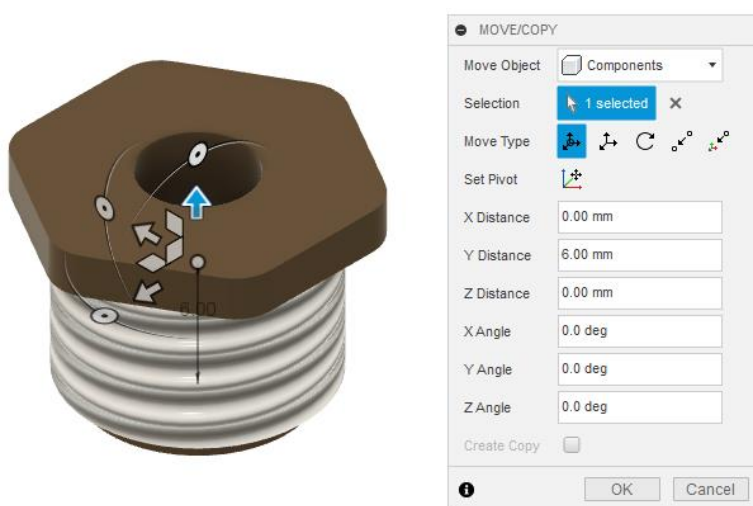 MOVE/COPY
Move Object Components
Selection 1 selected
Move Type
Set Pivot
X Distance 0.00 mm
Y Distance 6.00 mm
Z Distance 0.00 mm
X Angle 0.0 deg
Y Angle 0.0 deg
Z Angle 0.0 deg
Create Copy
OK Cancel
6.00